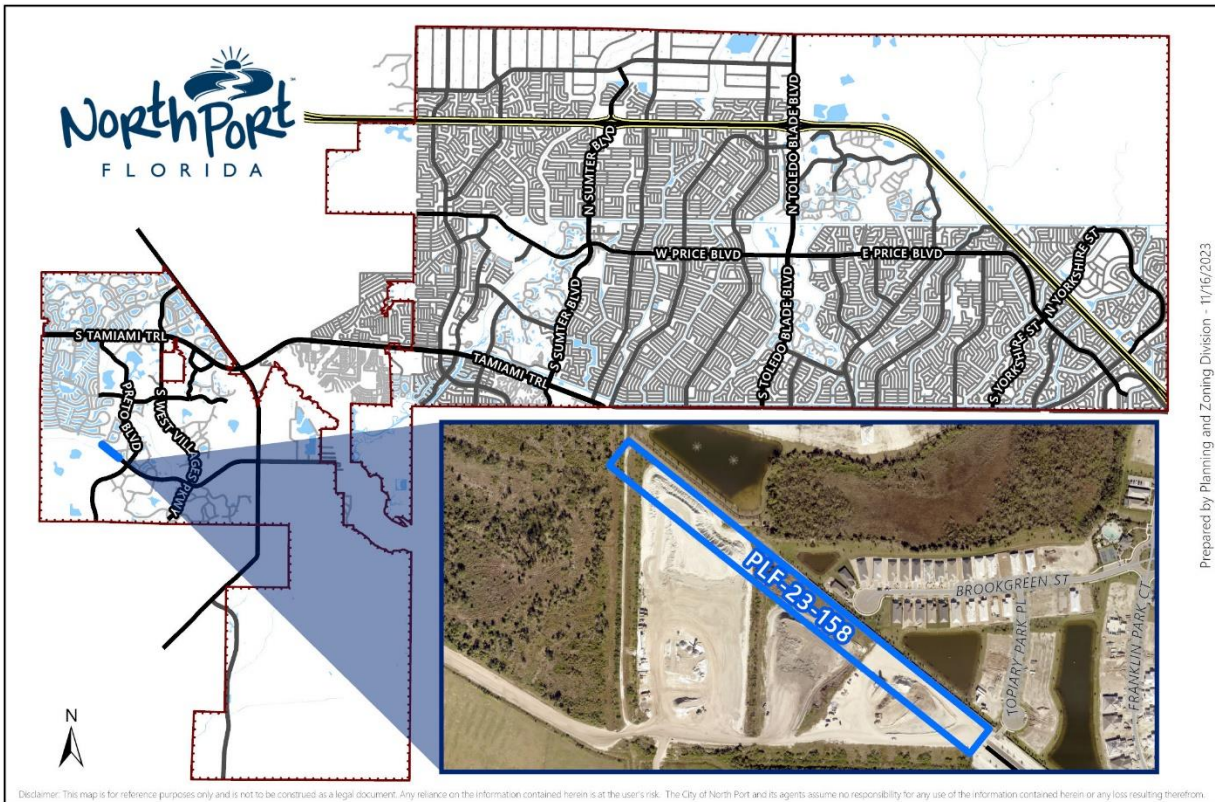 NorthPort
FLORIDA
N SUMTER BLVD
N TOLEDO BLADE BLVD
W PRICE BLVD
E PRICE BLVD
N YORKSHIRE ST
S TAMIAMI TRL
S SUMTER BLVD
TAMIAMI TRL
S TOLEDO BLADE BLVD
S YORKSHIRE ST
PRETO BLVD
S WEST VILLAGES PKWY
PLF-23-158
BROOKGREEN ST
TOPIARY PARK PL
FRANKLIN PARK CT
N
Prepared by Planning and Zoning Division - 11/16/2023
Disclaimer: This map is for reference purposes only and is not to be construed as a legal document. Any reliance on the information contained herein is at the user's risk. The City of North Port and its agents assume no responsibility for any use of the information contained herein or any loss resulting therefrom.